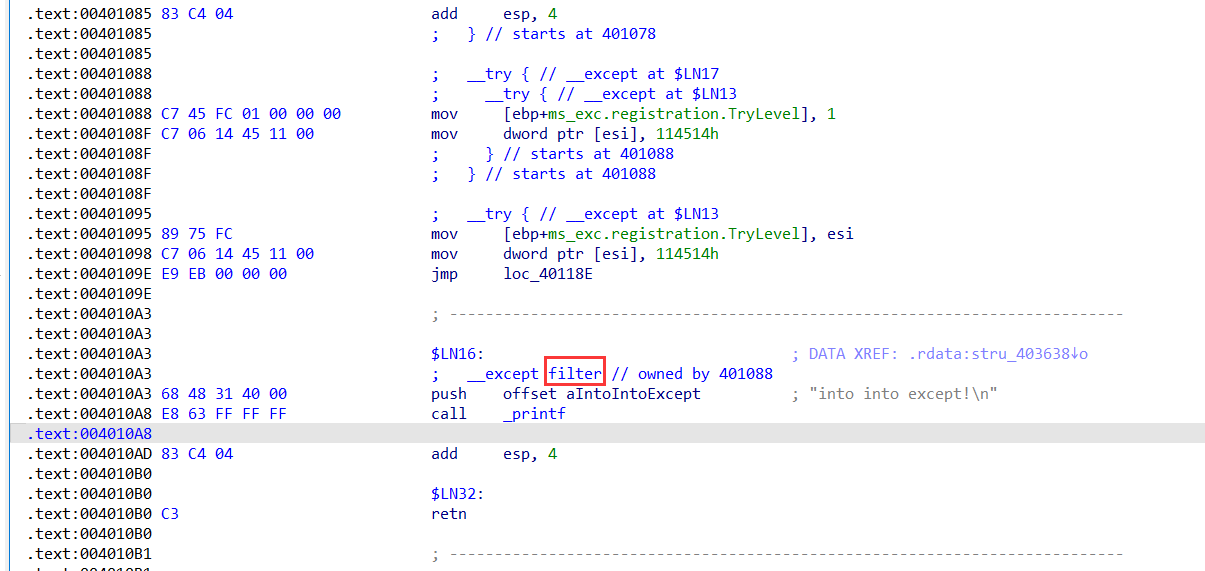 .text:00401085 83 C4 04 add esp, 4
.text:00401085 ; } // starts at 401078
.text:00401085
.text:00401088 ; __try { // __except at $LN17
.text:00401088 ; __try { // __except at $LN13
.text:00401088 C7 45 FC 01 00 00 00 mov [ebp+ms_exc.registration.TryLevel], 1
.text:0040108F C7 06 14 45 11 00 mov dword ptr [esi], 114514h
.text:0040108F ; } // starts at 401088
.text:0040108F ; } // starts at 401088
.text:0040108F
.text:00401095 ; __try { // __except at $LN13
.text:00401095 89 75 FC mov [ebp+ms_exc.registration.TryLevel], esi
.text:00401098 C7 06 14 45 11 00 mov dword ptr [esi], 114514h
.text:0040109E E9 EB 00 00 00 jmp loc_40118E
.text:0040109E
.text:004010A3 ; ---------------------------------------------------------------------------
.text:004010A3
.text:004010A3 $LN16: ; DATA XREF: .rdata:stru_403638↓o
.text:004010A3 ; __except filter // owned by 401088
.text:004010A3 68 48 31 40 00 push offset aIntoIntoExcept ; "into into except!\n"
.text:004010A8 E8 63 FF FF FF call _printf
.text:004010A8
.text:004010AD 83 C4 04 add esp, 4
.text:004010B0
.text:004010B0 $LN32:
.text:004010B0 C3 retn
.text:004010B0
.text:004010B1 ; ---------------------------------------------------------------------------